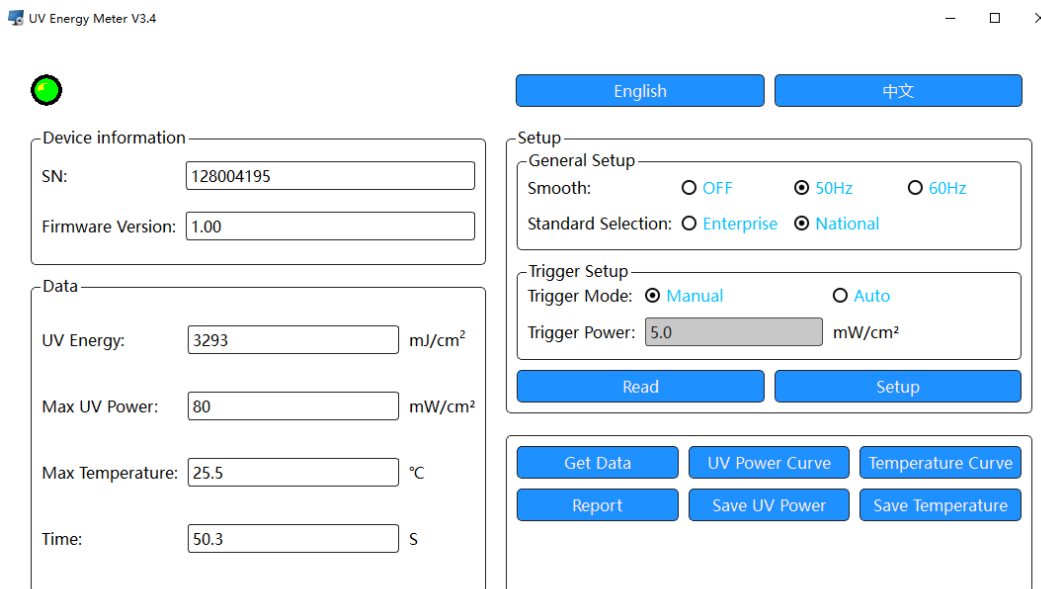 UV Energy Meter V3.4
English
中文
Device information
SN: 128004195
Firmware Version: 1.00
Data
UV Energy: 3293 mJ/cm²
Max UV Power: 80 mW/cm²
Max Temperature: 25.5 ℃
Time: 50.3 S
Setup
General Setup
Smooth: OFF 50Hz 60Hz
Standard Selection: Enterprise National
Trigger Setup
Trigger Mode: Manual Auto
Trigger Power: 5.0 mW/cm²
Read
Setup
Get Data
UV Power Curve
Temperature Curve
Report
Save UV Power
Save Temperature